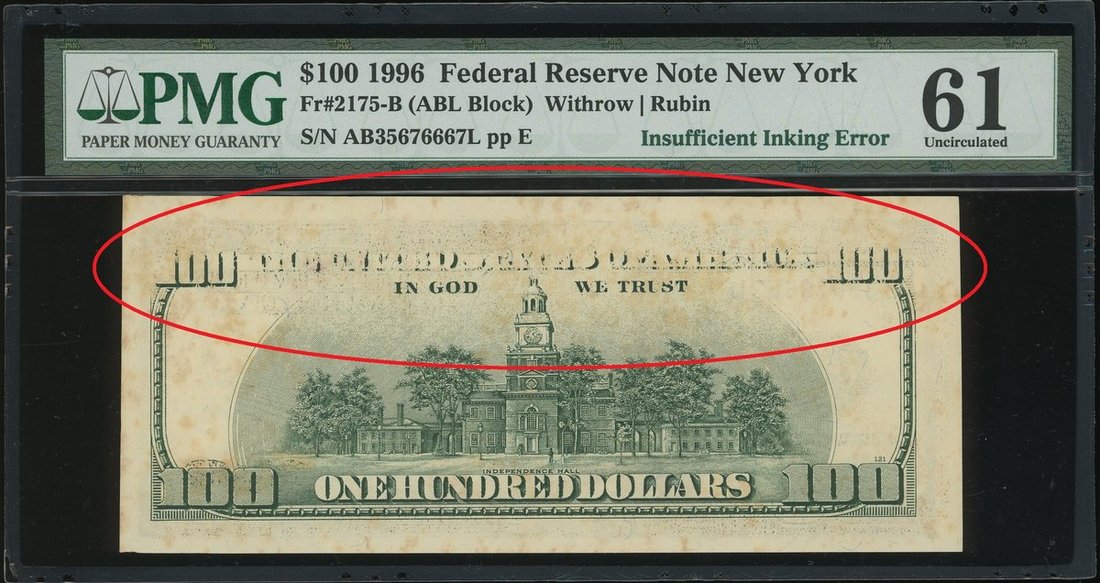 PMG
PAPER MONEY GUARANTY
$100 1996 Federal Reserve Note New York
Fr#2175-B (ABL Block) Withrow | Rubin
S/N AB35676667L pp E Insufficient Inking Error
61
Uncirculated
100 100
IN GOD WE TRUST
INDEPENDENCE HALL
121
100 ONE HUNDRED DOLLARS 100